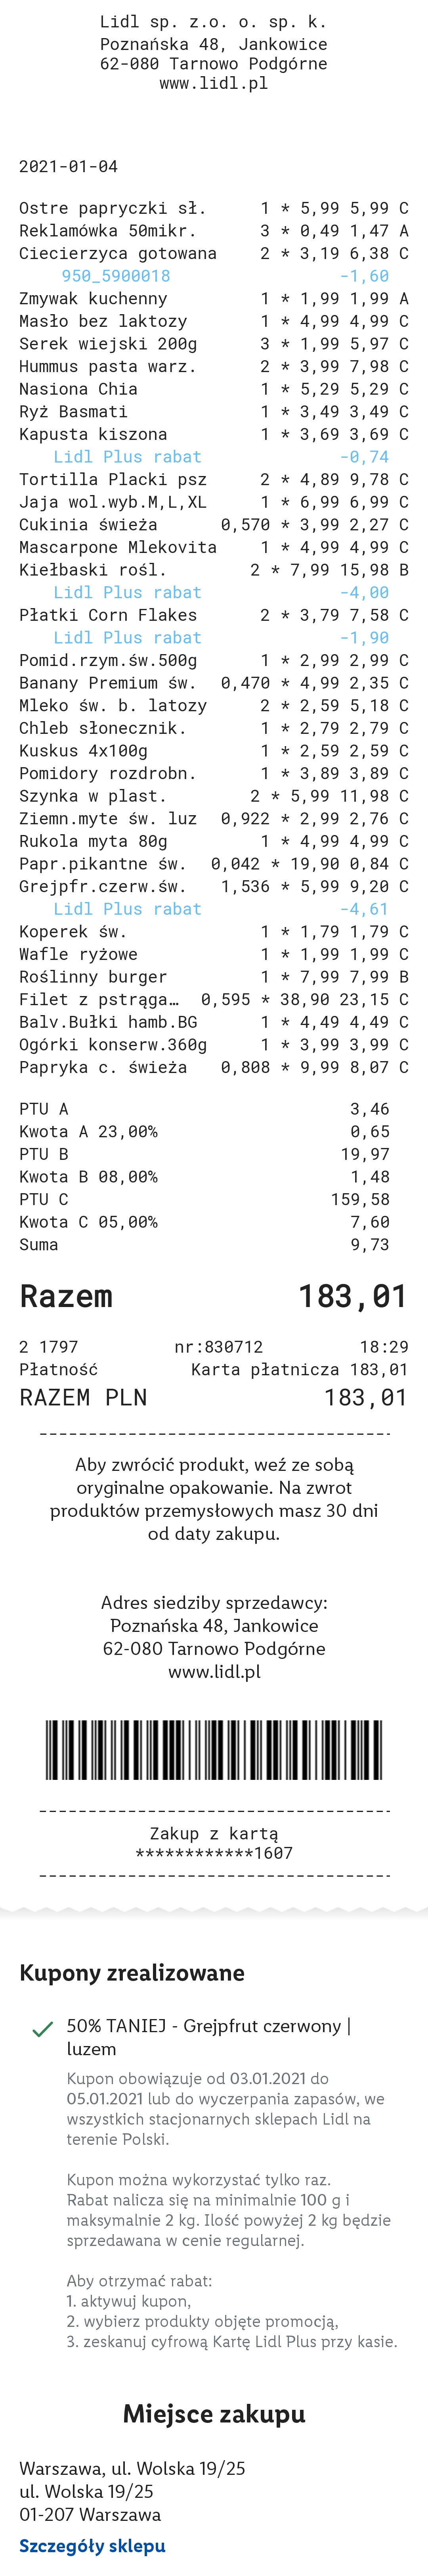 Lidl sp. z.o. o. sp. k.
Poznańska 48, Jankowice
62-080 Tarnowo Podgórne
www.lidl.pl
2021-01-04
Ostre papryczki sł. 1 * 5,99 5,99 C
Reklamówka 50mikr. 3 * 0,49 1,47 A
Ciecierzyca gotowana 2 * 3,19 6,38 C
950_5900018 -1,60
Zmywak kuchenny 1 * 1,99 1,99 A
Masło bez laktozy 1 * 4,99 4,99 C
Serek wiejski 200g 3 * 1,99 5,97 C
Hummus pasta warz. 2 * 3,99 7,98 C
Nasiona Chia 1 * 5,29 5,29 C
Ryż Basmati 1 * 3,49 3,49 C
Kapusta kiszona 1 * 3,69 3,69 C
Lidl Plus rabat -0,74
Tortilla Placki psz 2 * 4,89 9,78 C
Jaja wol.wyb.M,L,XL 1 * 6,99 6,99 C
Cukinia świeża 0,570 * 3,99 2,27 C
Mascarpone Mlekovita 1 * 4,99 4,99 C
Kiełbaski rośl. 2 * 7,99 15,98 B
Lidl Plus rabat -4,00
Płatki Corn Flakes 2 * 3,79 7,58 C
Lidl Plus rabat -1,90
Pomid.rzym.św.500g 1 * 2,99 2,99 C
Banany Premium św. 0,470 * 4,99 2,35 C
Mleko św. b. latozy 2 * 2,59 5,18 C
Chleb słonecznik. 1 * 2,79 2,79 C
Kuskus 4x100g 1 * 2,59 2,59 C
Pomidory rozdrobn. 1 * 3,89 3,89 C
Szynka w plast. 2 * 5,99 11,98 C
Ziemn.myte św. luz 0,922 * 2,99 2,76 C
Rukola myta 80g 1 * 4,99 4,99 C
Papr.pikantne św. 0,042 * 19,90 0,84 C
Grejpfr.czerw.św. 1,536 * 5,99 9,20 C
Lidl Plus rabat -4,61
Koperek św. 1 * 1,79 1,79 C
Wafle ryżowe 1 * 1,99 1,99 C
Roślinny burger 1 * 7,99 7,99 B
Filet z pstrąga… 0,595 * 38,90 23,15 C
Balv.Bułki hamb.BG 1 * 4,49 4,49 C
Ogórki konserw.360g 1 * 3,99 3,99 C
Papryka c. świeża 0,808 * 9,99 8,07 C
PTU A 3,46
Kwota A 23,00% 0,65
PTU B 19,97
Kwota B 08,00% 1,48
PTU C 159,58
Kwota C 05,00% 7,60
Suma 9,73
Razem 183,01
2 1797 nr:830712 18:29
Płatność Karta płatnicza 183,01
RAZEM PLN 183,01
Aby zwrócić produkt, weź ze sobą
oryginalne opakowanie. Na zwrot
produktów przemysłowych masz 30 dni
od daty zakupu.
Adres siedziby sprzedawcy:
Poznańska 48, Jankowice
62-080 Tarnowo Podgórne
www.lidl.pl
Zakup z kartą
************1607
Kupony zrealizowane
50% TANIEJ - Grejpfrut czerwony |
luzem
Kupon obowiązuje od 03.01.2021 do
05.01.2021 lub do wyczerpania zapasów, we
wszystkich stacjonarnych sklepach Lidl na
terenie Polski.
Kupon można wykorzystać tylko raz.
Rabat nalicza się na minimalnie 100 g i
maksymalnie 2 kg. Ilość powyżej 2 kg będzie
sprzedawana w cenie regularnej.
Aby otrzymać rabat:
1. aktywuj kupon,
2. wybierz produkty objęte promocją,
3. zeskanuj cyfrową Kartę Lidl Plus przy kasie.
Miejsce zakupu
Warszawa, ul. Wolska 19/25
ul. Wolska 19/25
01-207 Warszawa
Szczegóły sklepu